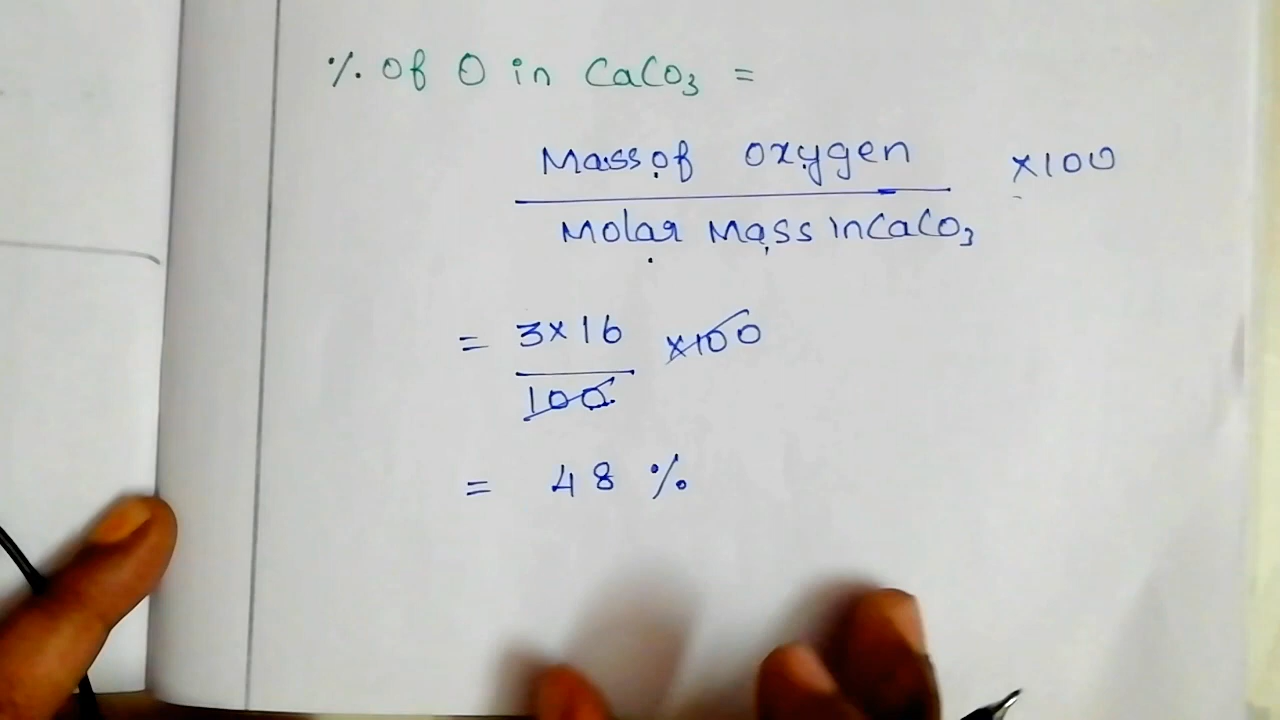 % Of O in CaCO3 =
Mass of oxygen ×100
Molar Mass in CaCO3
= 3×16 ×100
100
= 48 %